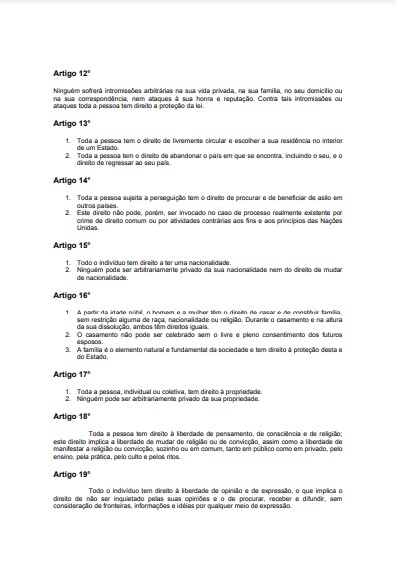 Artigo 12°
Ninguém sofrerá intromissões arbitrárias na sua vida privada, na sua família, no seu domicílio ou
na sua correspondência, nem ataques à sua honra e reputação. Contra tais intromissões ou
ataques toda a pessoa tem direito a proteção da lei.
Artigo 13°
1. Toda a pessoa tem o direito de livremente circular e escolher a sua residência no interior
de um Estado.
2. Toda a pessoa tem o direito de abandonar o país em que se encontra, incluindo o seu, e o
direito de regressar ao seu país.
Artigo 14°
1. Toda a pessoa sujeita a perseguição tem o direito de procurar e de beneficiar de asilo em
outros países.
2. Este direito não pode, porém, ser invocado no caso de processo realmente existente por
crime de direito comum ou por atividades contrárias aos fins e aos princípios das Nações
Unidas.
Artigo 15°
1. Todo o indivíduo tem direito a ter uma nacionalidade.
2. Ninguém pode ser arbitrariamente privado da sua nacionalidade nem do direito de mudar
de nacionalidade.
Artigo 16°
1. A partir da idade núbil, o homem e a mulher têm o direito de casar e de constituir família,
sem restrição alguma de raça, nacionalidade ou religião. Durante o casamento e na altura
da sua dissolução, ambos têm direitos iguais.
2. O casamento não pode ser celebrado sem o livre e pleno consentimento dos futuros
esposos.
3. A família é o elemento natural e fundamental da sociedade e tem direito à proteção desta e
do Estado.
Artigo 17°
1. Toda a pessoa, individual ou coletiva, tem direito à propriedade.
2. Ninguém pode ser arbitrariamente privado da sua propriedade.
Artigo 18°
Toda a pessoa tem direito à liberdade de pensamento, de consciência e de religião;
este direito implica a liberdade de mudar de religião ou de convicção, assim como a liberdade de
manifestar a religião ou convicção, sozinho ou em comum, tanto em público como em privado, pelo
ensino, pela prática, pelo culto e pelos ritos.
Artigo 19°
Todo o indivíduo tem direito à liberdade de opinião e de expressão, o que implica o
direito de não ser inquietado pelas suas opiniões e o de procurar, receber e difundir, sem
consideração de fronteiras, informações e idéias por qualquer meio de expressão.